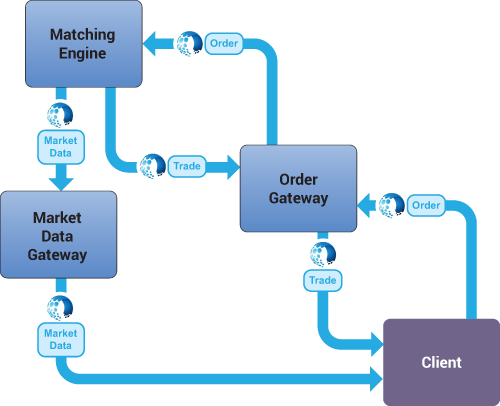 Matching
Engine
Order
Market
Data
Trade
Order
Gateway
Market
Data
Gateway
Order
Trade
Market
Data
Client